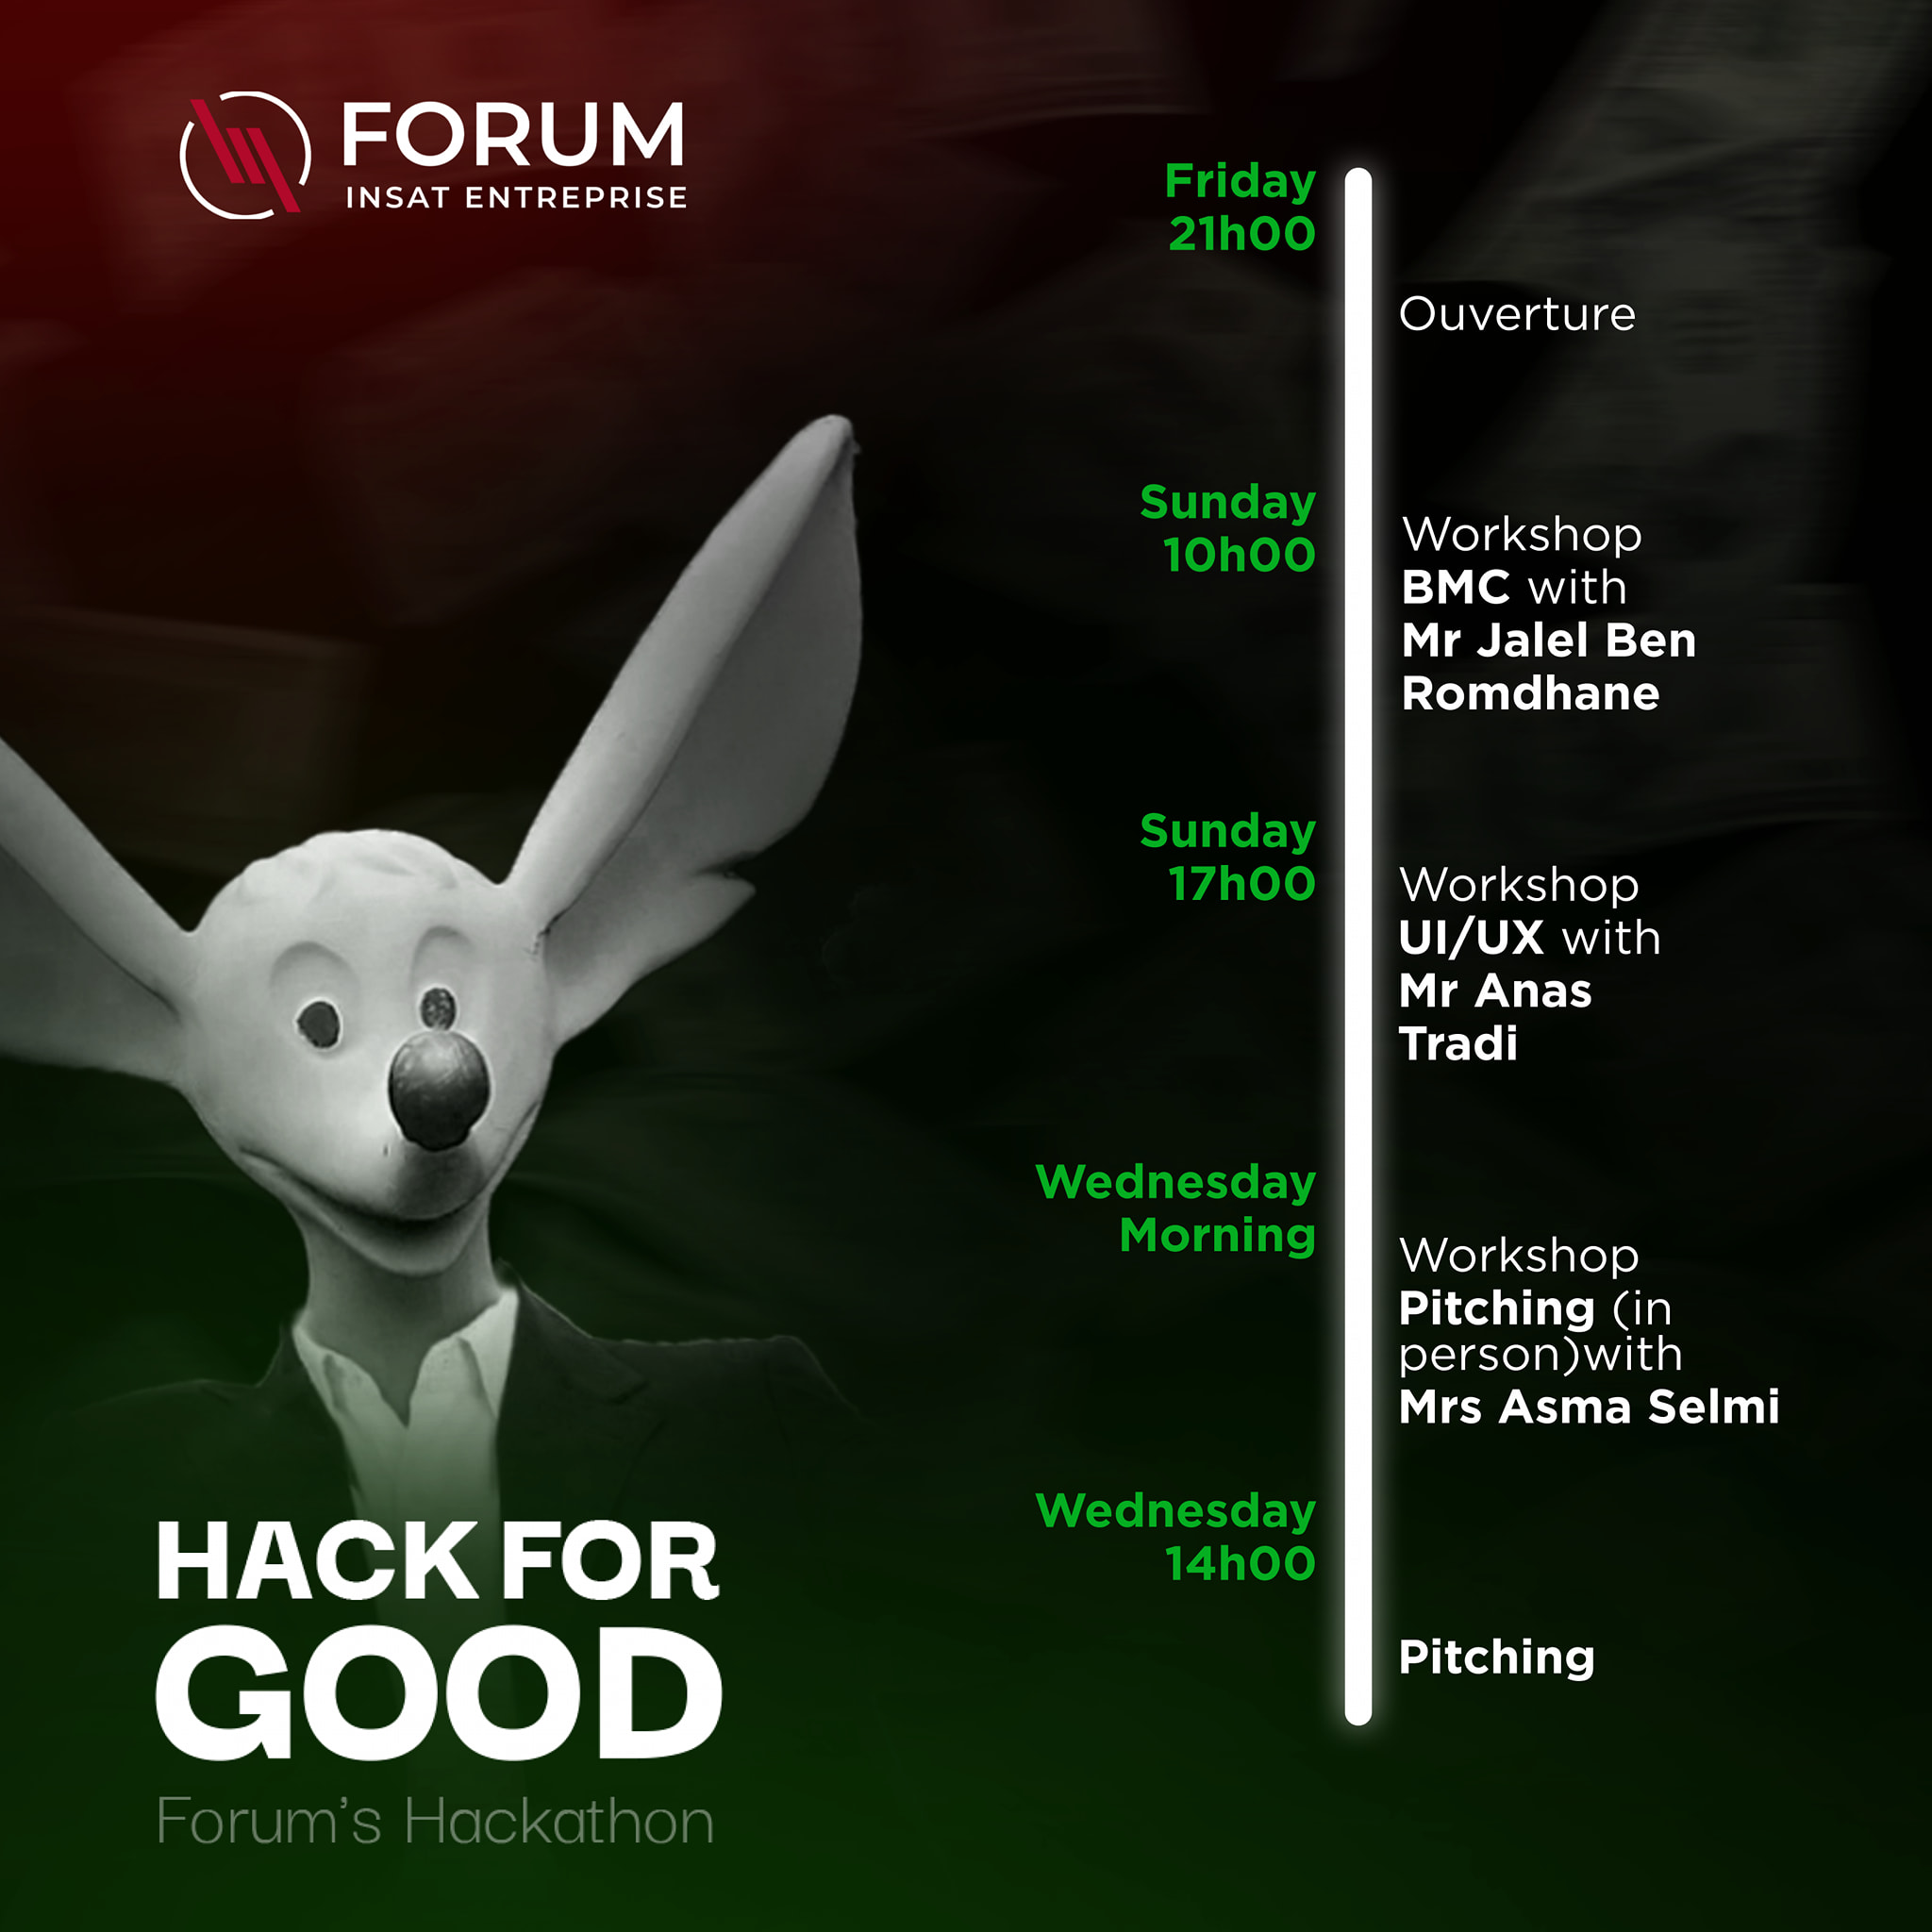 FORUM
INSAT ENTREPRISE
Friday
21h00
Ouverture
Sunday
10h00
Workshop
BMC with
Mr Jalel Ben
Romdhane
Sunday
17h00
Workshop
UI/UX with
Mr Anas
Tradi
Wednesday
Morning
Workshop
Pitching (in
person)with
Mrs Asma Selmi
Wednesday
14h00
Pitching
HACK FOR
GOOD
Forum's Hackathon